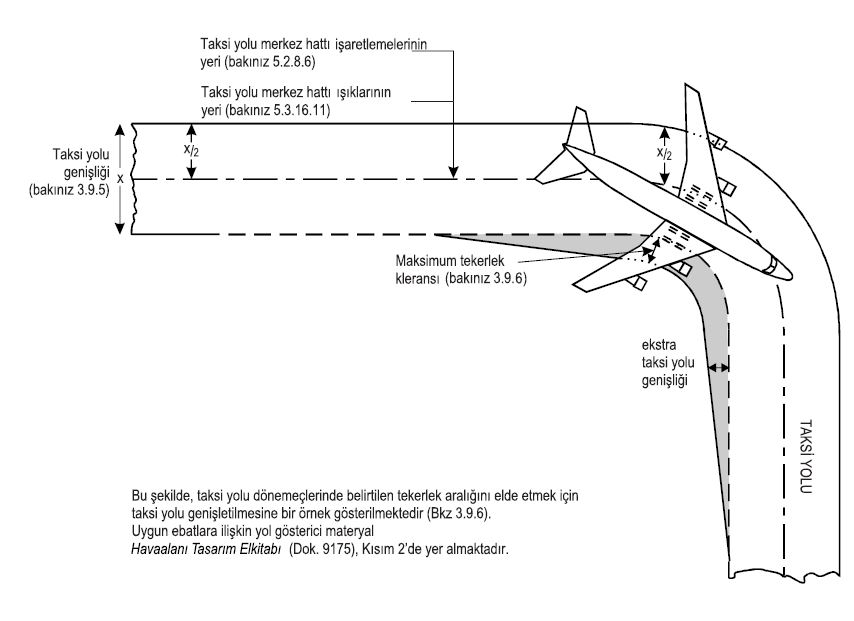 Taksi yolu merkez hattı işaretlemelerinin
yeri (bakınız 5.2.8.6)
Taksi yolu merkez hattı ışıklarının
yeri (bakınız 5.3.16.11)
x/2
x/2
Taksi yolu
genişliği
(bakınız 3.9.5)
x
Maksimum tekerlek
kleransı (bakınız 3.9.6)
ekstra
taksi yolu
genişliği
TAKSİ YOLU
Bu şekilde, taksi yolu dönemeçlerinde belirtilen tekerlek aralığını elde etmek için
taksi yolu genişletilmesine bir örnek gösterilmektedir (Bkz 3.9.6).
Uygun ebatlara ilişkin yol gösterici materyal
Havaalanı Tasarım Elkitabı (Dok. 9175), Kısım 2'de yer almaktadır.